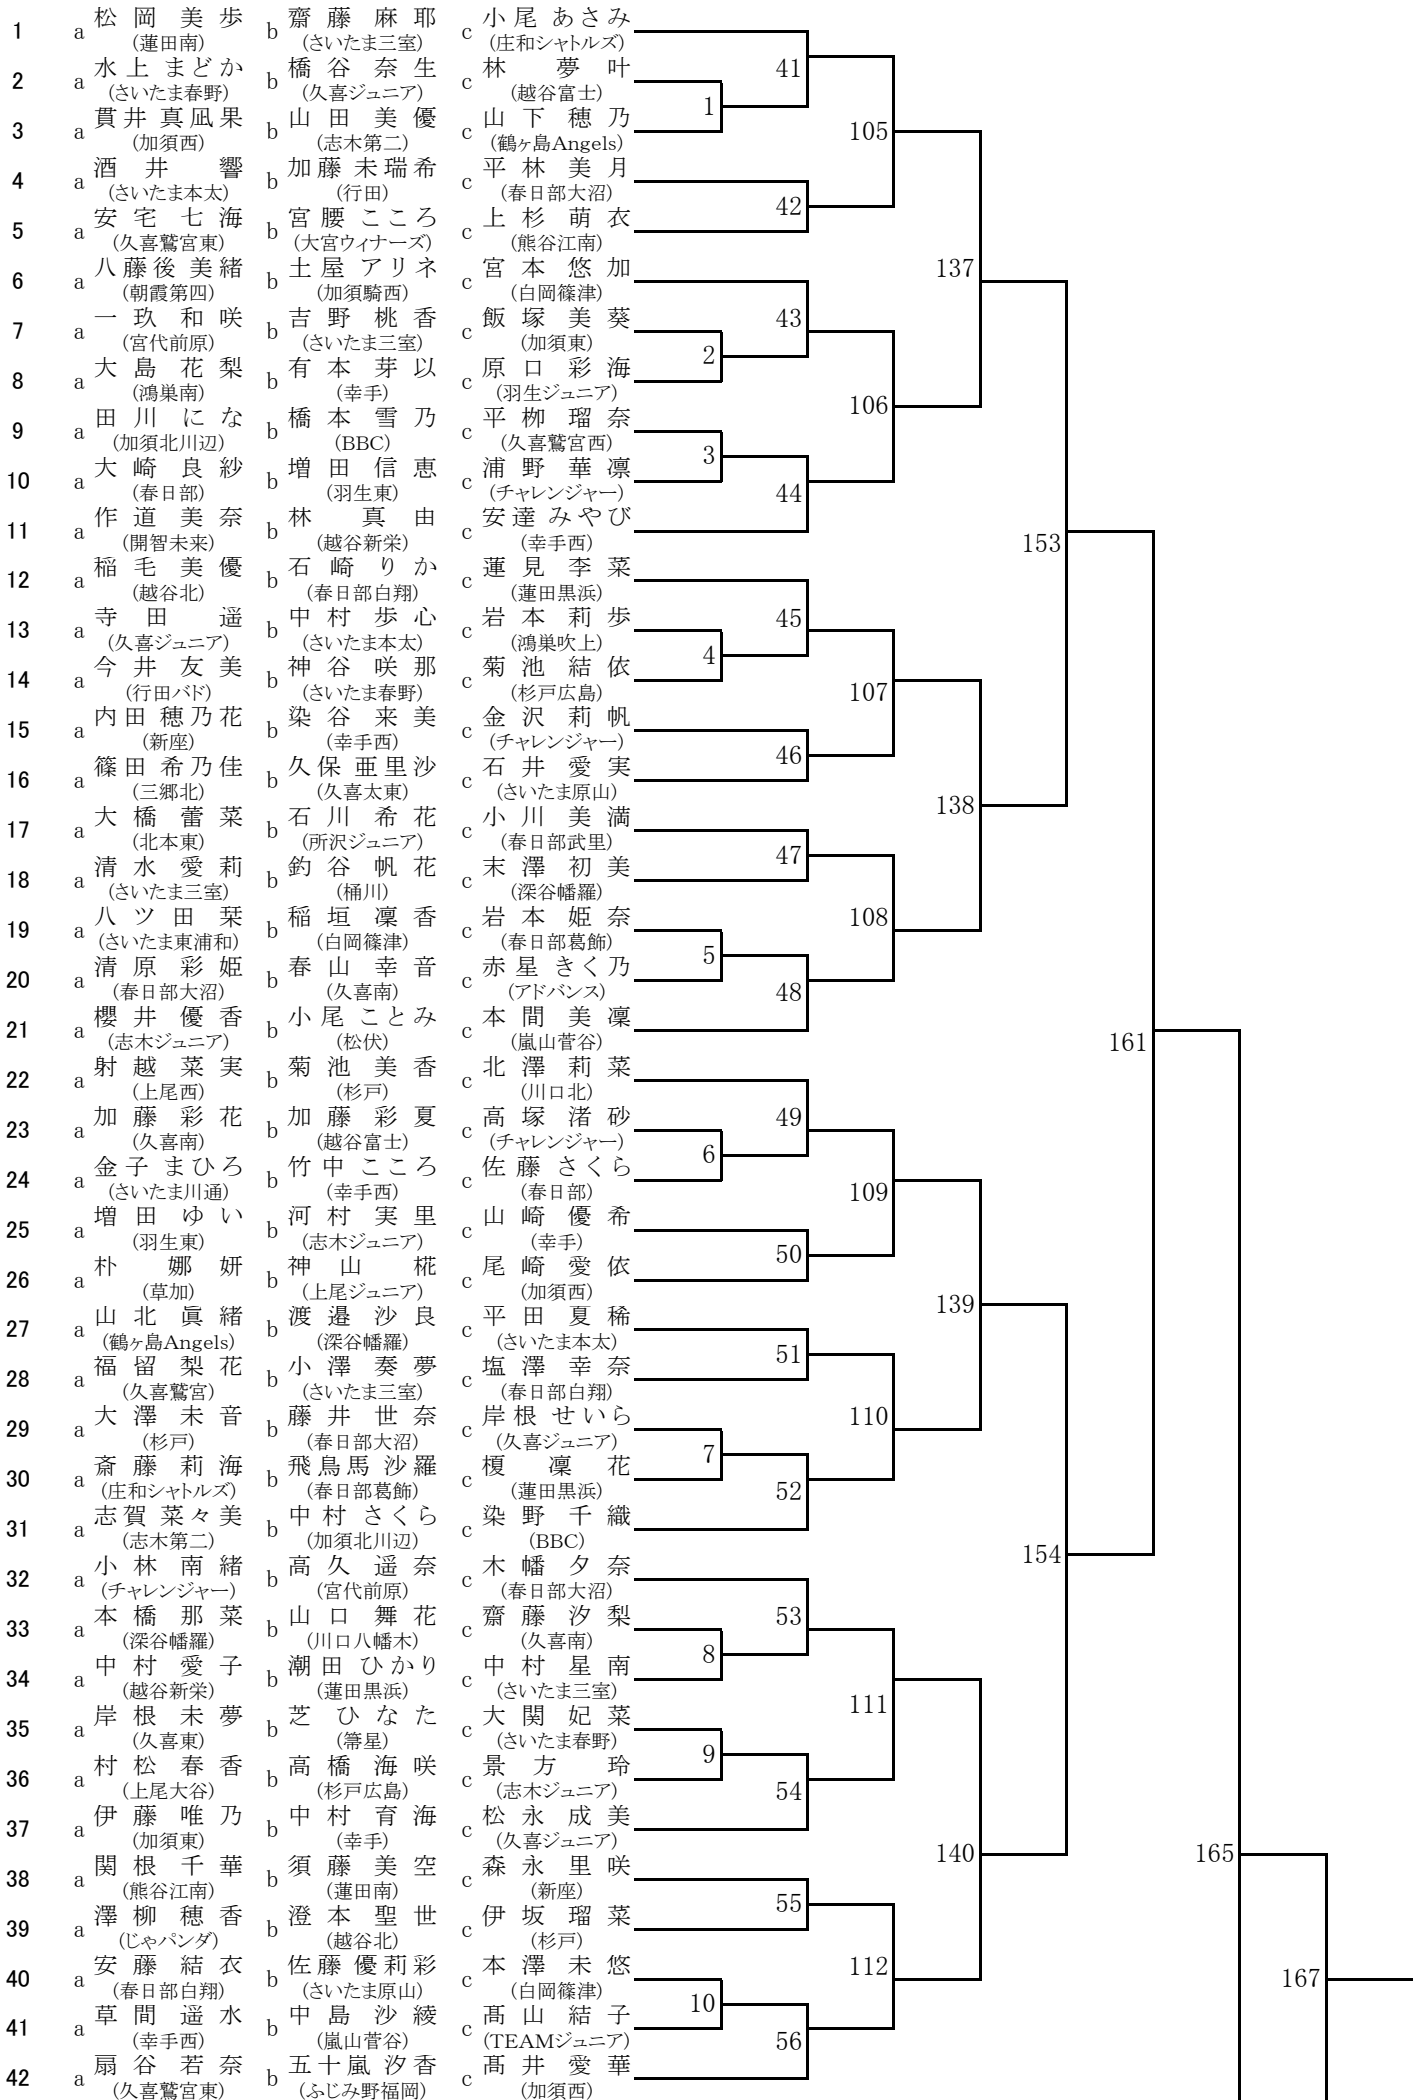 1 a 松岡美歩 b 齋藤麻耶 c 小尾あさみ
(蓮田南) (さいたま三室) (庄和シャトルズ)
2 a 水上まどか b 橋谷奈生 c 林夢叶
(さいたま春野) (久喜ジュニア) (越谷富士)
3 a 貫井真凪果 b 山田美優 c 山下穂乃
(加須西) (志木第二) (鶴ヶ島Angels)
4 a 酒井響 b 加藤未瑞希 c 平林美月
(さいたま本太) (行田) (春日部大沼)
5 a 安宅七海 b 宮腰こころ c 上杉萌衣
(久喜鷲宮東) (大宮ウィナーズ) (熊谷江南)
6 a 八藤後美緒 b 土屋アリネ c 宮本悠加
(朝霞第四) (加須騎西) (白岡篠津)
7 a 一玖和咲 b 吉野桃香 c 飯塚美葵
(宮代前原) (さいたま三室) (加須東)
8 a 大島花梨 b 有本芽以 c 原口彩海
(鴻巣南) (幸手) (羽生ジュニア)
9 a 田川にな b 橋本雪乃 c 平栁瑠奈
(加須北川辺) (BBC) (久喜鷲宮西)
10 a 大崎良紗 b 増田信恵 c 浦野華凛
(春日部) (羽生東) (チャレンジャー)
11 a 作道美奈 b 林真由 c 安達みやび
(開智未来) (越谷新栄) (幸手西)
12 a 稲毛美優 b 石崎りか c 蓮見李菜
(越谷北) (春日部白翔) (蓮田黒浜)
13 a 寺田遥 b 中村歩心 c 岩本莉歩
(久喜ジュニア) (さいたま本太) (鴻巣吹上)
14 a 今井友美 b 神谷咲那 c 菊池結依
(行田バド) (さいたま春野) (杉戸広島)
15 a 内田穂乃花 b 染谷来美 c 金沢莉帆
(新座) (幸手西) (チャレンジャー)
16 a 篠田希乃佳 b 久保亜里沙 c 石井愛実
(三郷北) (久喜太東) (さいたま原山)
17 a 大橋蕾菜 b 石川希花 c 小川美満
(北本東) (所沢ジュニア) (春日部武里)
18 a 清水愛莉 b 釣谷帆花 c 末澤初美
(さいたま三室) (桶川) (深谷幡羅)
19 a 八ツ田栞 b 稲垣凜香 c 岩本姫奈
(さいたま東浦和) (白岡篠津) (春日部葛飾)
20 a 清原彩姫 b 春山幸音 c 赤星きく乃
(春日部大沼) (久喜南) (アドバンス)
21 a 櫻井優香 b 小尾ことみ c 本間美凜
(志木ジュニア) (松伏) (嵐山菅谷)
22 a 射越菜実 b 菊池美香 c 北澤莉菜
(上尾西) (杉戸) (川口北)
23 a 加藤彩花 b 加藤彩夏 c 高塚渚砂
(久喜南) (越谷富士) (チャレンジャー)
24 a 金子まひろ b 竹中こころ c 佐藤さくら
(さいたま川通) (幸手西) (春日部)
25 a 増田ゆい b 河村実里 c 山崎優希
(羽生東) (志木ジュニア) (幸手)
26 a 朴娜妍 b 神山椛 c 尾崎愛依
(草加) (上尾ジュニア) (加須西)
27 a 山北眞緒 b 渡邉沙良 c 平田夏稀
(鶴ヶ島Angels) (深谷幡羅) (さいたま本太)
28 a 福留梨花 b 小澤奏夢 c 塩澤幸奈
(久喜鷲宮) (さいたま三室) (春日部白翔)
29 a 大澤未音 b 藤井世奈 c 岸根せいら
(杉戸) (春日部大沼) (久喜ジュニア)
30 a 斎藤莉海 b 飛鳥馬沙羅 c 榎凜花
(庄和シャトルズ) (春日部葛飾) (蓮田黒浜)
31 a 志賀菜々美 b 中村さくら c 染野千織
(志木第二) (加須北川辺) (BBC)
32 a 小林南緒 b 高久遥奈 c 木幡夕奈
(チャレンジャー) (宮代前原) (春日部大沼)
33 a 本橋那菜 b 山口舞花 c 齋藤汐梨
(深谷幡羅) (川口八幡木) (久喜南)
34 a 中村愛子 b 潮田ひかり c 中村星南
(越谷新栄) (蓮田黒浜) (さいたま三室)
35 a 岸根未夢 b 芝ひなた c 大関妃菜
(久喜東) (箒星) (さいたま春野)
36 a 村松春香 b 高橋海咲 c 景方玲
(上尾大谷) (杉戸広島) (志木ジュニア)
37 a 伊藤唯乃 b 中村育海 c 松永成美
(加須東) (幸手) (久喜ジュニア)
38 a 関根千華 b 須藤美空 c 森永里咲
(熊谷江南) (蓮田南) (新座)
39 a 澤柳穂香 b 澄本聖世 c 伊坂瑠菜
(じゃパンダ) (越谷北) (杉戸)
40 a 安藤結衣 b 佐藤優莉彩 c 本澤未悠
(春日部白翔) (さいたま原山) (白岡篠津)
41 a 草間遥水 b 中島沙綾 c 髙山結子
(幸手西) (嵐山菅谷) (TEAMジュニア)
42 a 扇谷若奈 b 五十嵐汐香 c 髙井愛華
(久喜鷲宮東) (ふじみ野福岡) (加須西)
1
2
3
4
5
6
7
8
9
10
41
42
43
44
45
46
47
48
49
50
51
52
53
54
55
56
105
106
107
108
109
110
111
112
137
138
139
140
153
154
161
165
167